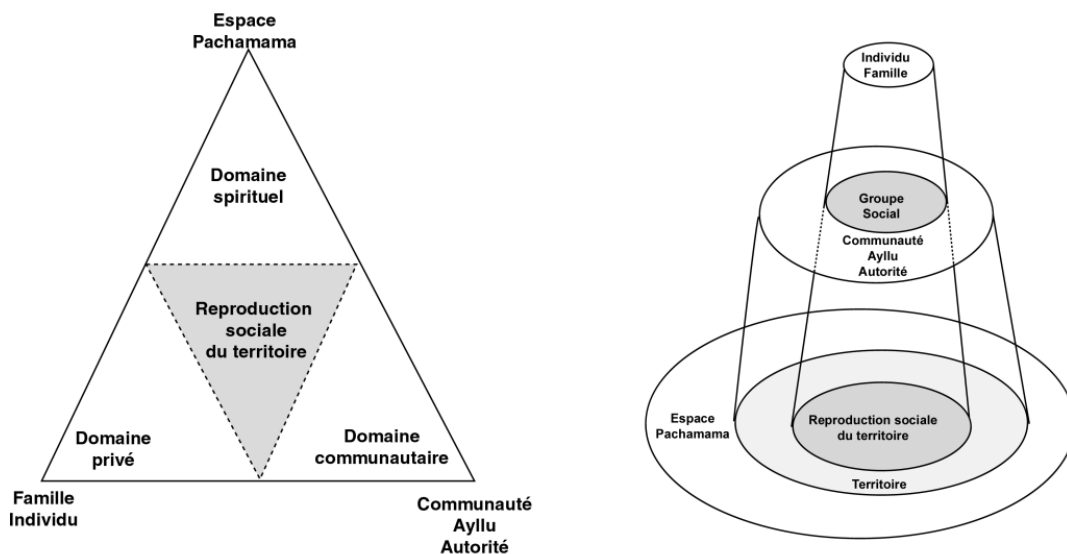 Espace
Pachamama
Domaine
spirituel
Reproduction
sociale
du territoire
Domaine
privé
Domaine
communautaire
Famille
Individu
Communauté
Ayllu
Autorité
Individu
Famille
Groupe
Social
Communauté
Ayllu
Autorité
Espace
Pachamama
Reproduction sociale
du territoire
Territoire